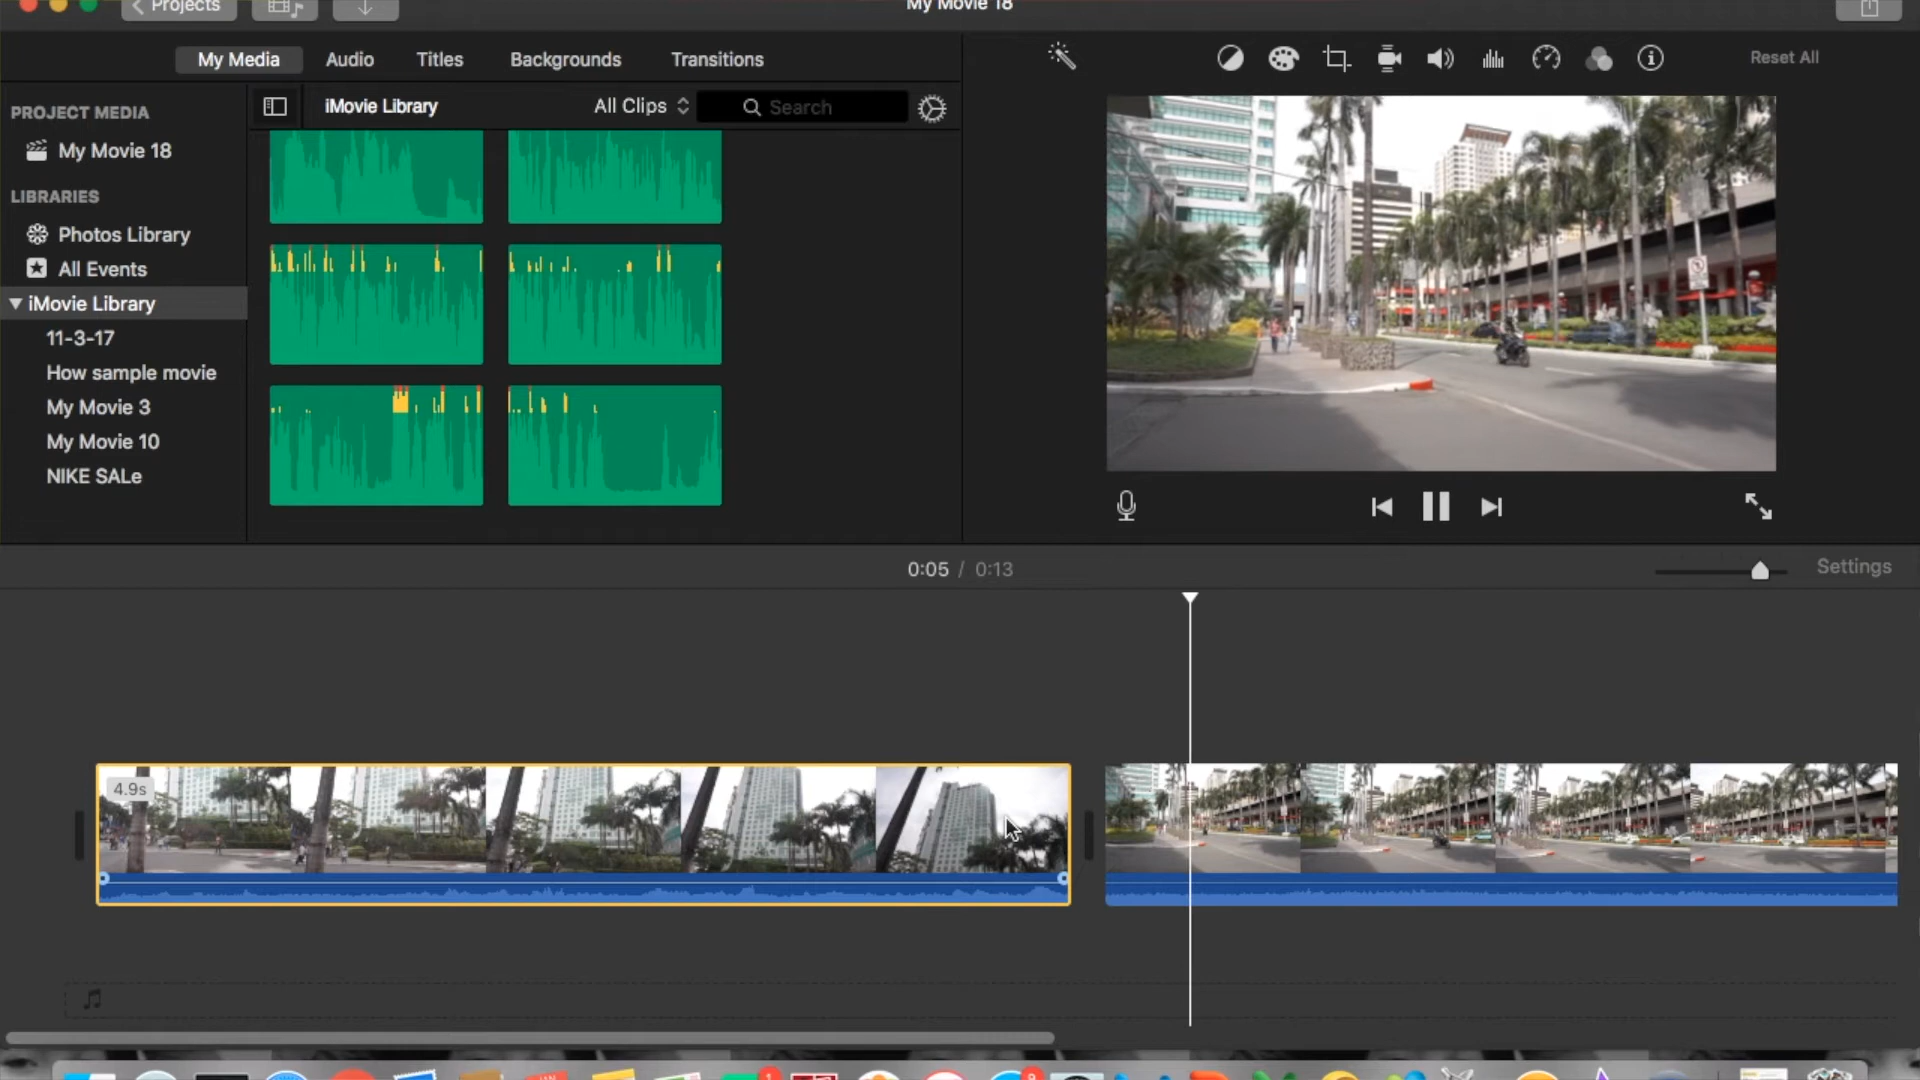 Projects
My Movie 18
My Media
Audio
Titles
Backgrounds
Transitions
Reset All
PROJECT MEDIA
My Movie 18
LIBRARIES
Photos Library
All Events
iMovie Library
11-3-17
How sample movie
My Movie 3
My Movie 10
NIKE SALe
iMovie Library
All Clips
Search
0:05 / 0:13
Settings
4.9s